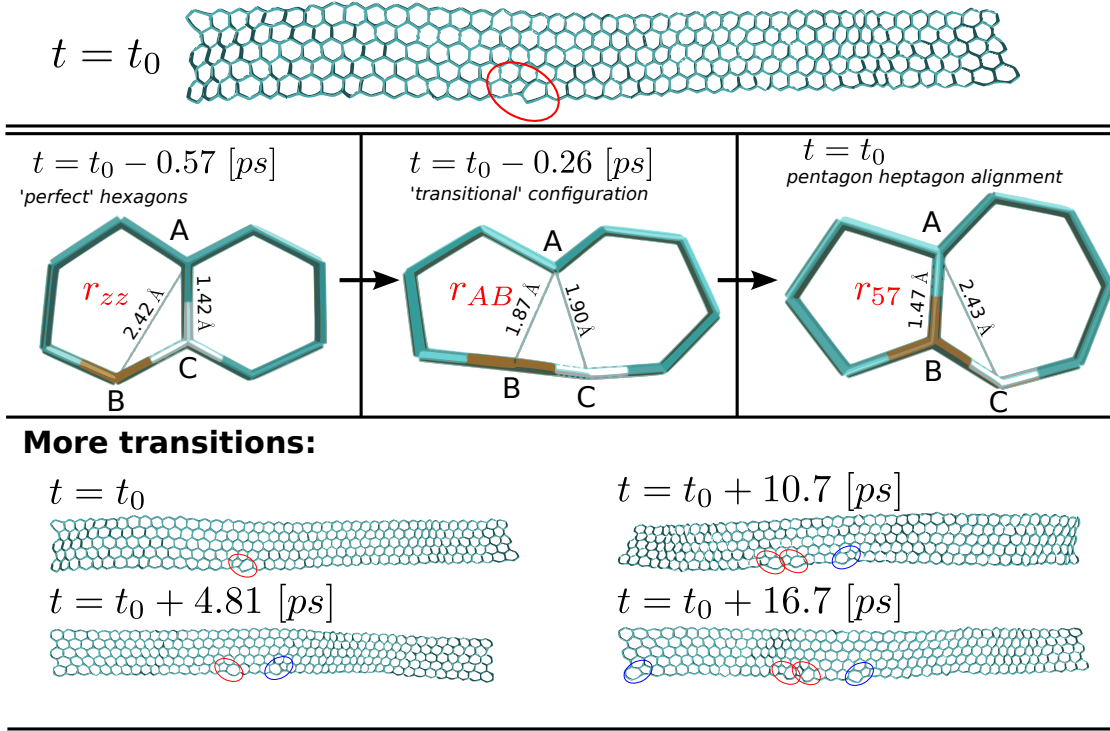 t = t0
t = t0 − 0.57 [ps]
'perfect' hexagons
A
rzz
2.42 Å
1.42 Å
C
B
t = t0 − 0.26 [ps]
'transitional' configuration
A
rAB
1.87 Å
1.90 Å
B
C
t = t0
pentagon heptagon alignment
A
r57
1.47 Å
2.43 Å
B
C
More transitions:
t = t0
t = t0 + 4.81 [ps]
t = t0 + 10.7 [ps]
t = t0 + 16.7 [ps]